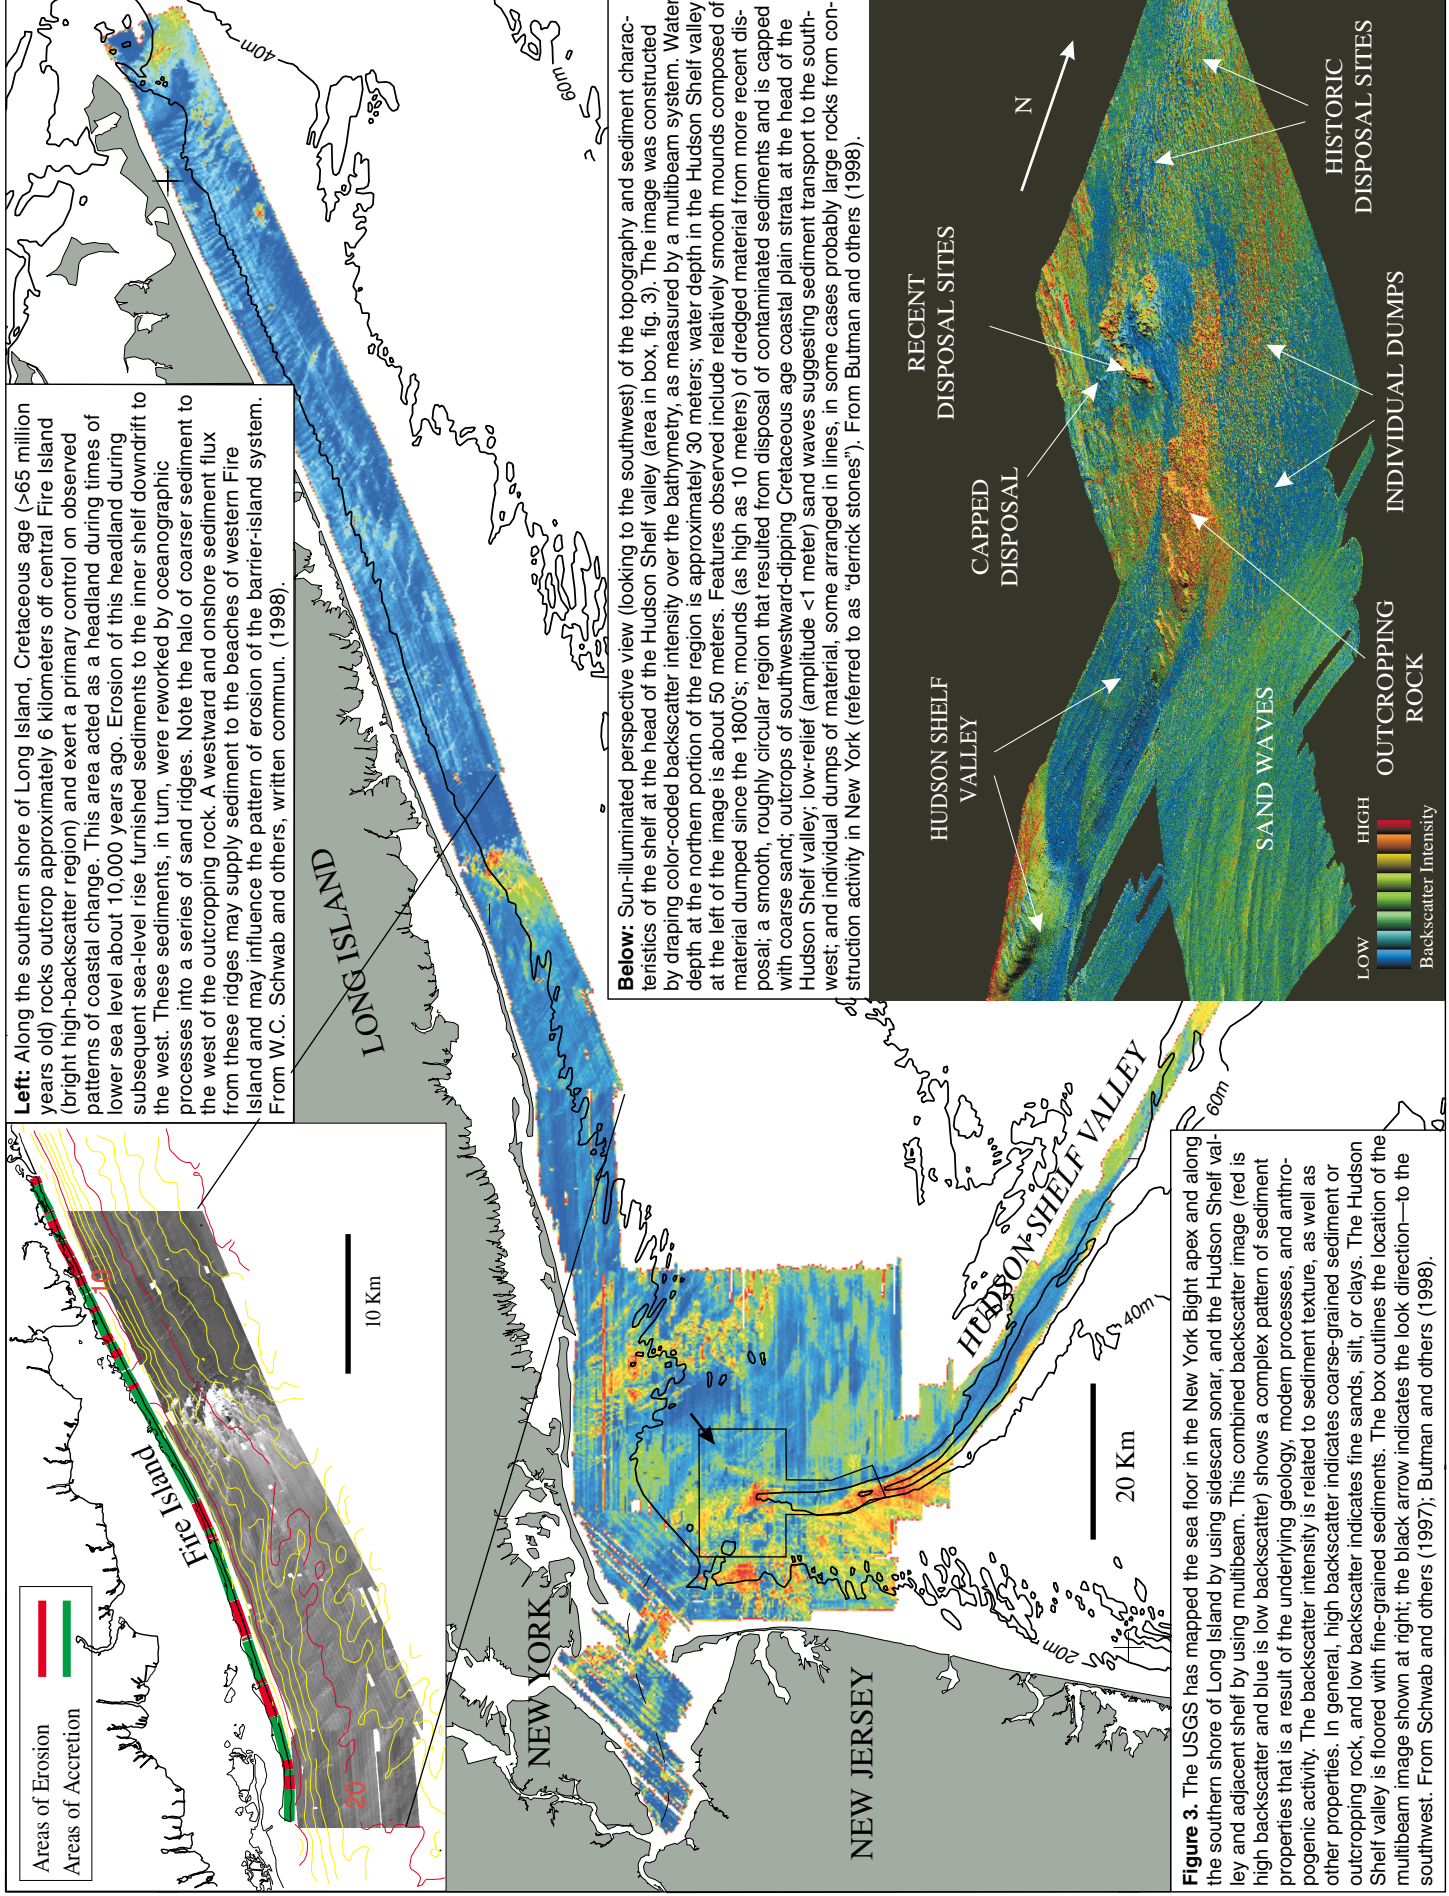 Areas of Erosion
Areas of Accretion
Fire Island
10
20
10 Km
Left: Along the southern shore of Long Island, Cretaceous age (>65 million
years old) rocks outcrop approximately 6 kilometers off central Fire Island
(bright high-backscatter region) and exert a primary control on observed
patterns of coastal change. This area acted as a headland during times of
lower sea level about 10,000 years ago. Erosion of this headland during
subsequent sea-level rise furnished sediments to the inner shelf downdrift to
the west. These sediments, in turn, were reworked by oceanographic
processes into a series of sand ridges. Note the halo of coarser sediment to
the west of the outcropping rock. A westward and onshore sediment flux
from these ridges may supply sediment to the beaches of western Fire
Island and may influence the pattern of erosion of the barrier-island system.
From W.C. Schwab and others, written commun. (1998).
40m
60m
LONG ISLAND
NEW YORK
NEW JERSEY
HUDSON-SHELF VALLEY
20m
40m
60m
20 Km
Below: Sun-illuminated perspective view (looking to the southwest) of the topography and sediment charac-
teristics of the shelf at the head of the Hudson Shelf valley (area in box, fig. 3). The image was constructed
by draping color-coded backscatter intensity over the bathymetry, as measured by a multibeam system. Water
depth at the northern portion of the region is approximately 30 meters; water depth in the Hudson Shelf valley
at the left of the image is about 50 meters. Features observed include relatively smooth mounds composed of
material dumped since the 1800's; mounds (as high as 10 meters) of dredged material from more recent dis-
posal; a smooth, roughly circular region that resulted from disposal of contaminated sediments and is capped
with coarse sand; outcrops of southwestward-dipping Cretaceous age coastal plain strata at the head of the
Hudson Shelf valley; low-relief (amplitude <1 meter) sand waves suggesting sediment transport to the south-
west; and individual dumps of material, some arranged in lines, in some cases probably large rocks from con-
struction activity in New York (referred to as "derrick stones"). From Butman and others (1998).
N
HUDSON SHELF
VALLEY
CAPPED
DISPOSAL
RECENT
DISPOSAL SITES
HISTORIC
DISPOSAL SITES
INDIVIDUAL DUMPS
OUTCROPPING
ROCK
SAND WAVES
LOW
HIGH
Backscatter Intensity
Figure 3. The USGS has mapped the sea floor in the New York Bight apex and along
the southern shore of Long Island by using sidescan sonar, and the Hudson Shelf val-
ley and adjacent shelf by using multibeam. This combined backscatter image (red is
high backscatter and blue is low backscatter) shows a complex pattern of sediment
properties that is a result of the underlying geology, modern processes, and anthro-
pogenic activity. The backscatter intensity is related to sediment texture, as well as
other properties. In general, high backscatter indicates coarse-grained sediment or
outcropping rock, and low backscatter indicates fine sands, silt, or clays. The Hudson
Shelf valley is floored with fine-grained sediments. The box outlines the location of the
multibeam image shown at right; the black arrow indicates the look direction—to the
southwest. From Schwab and others (1997); Butman and others (1998).